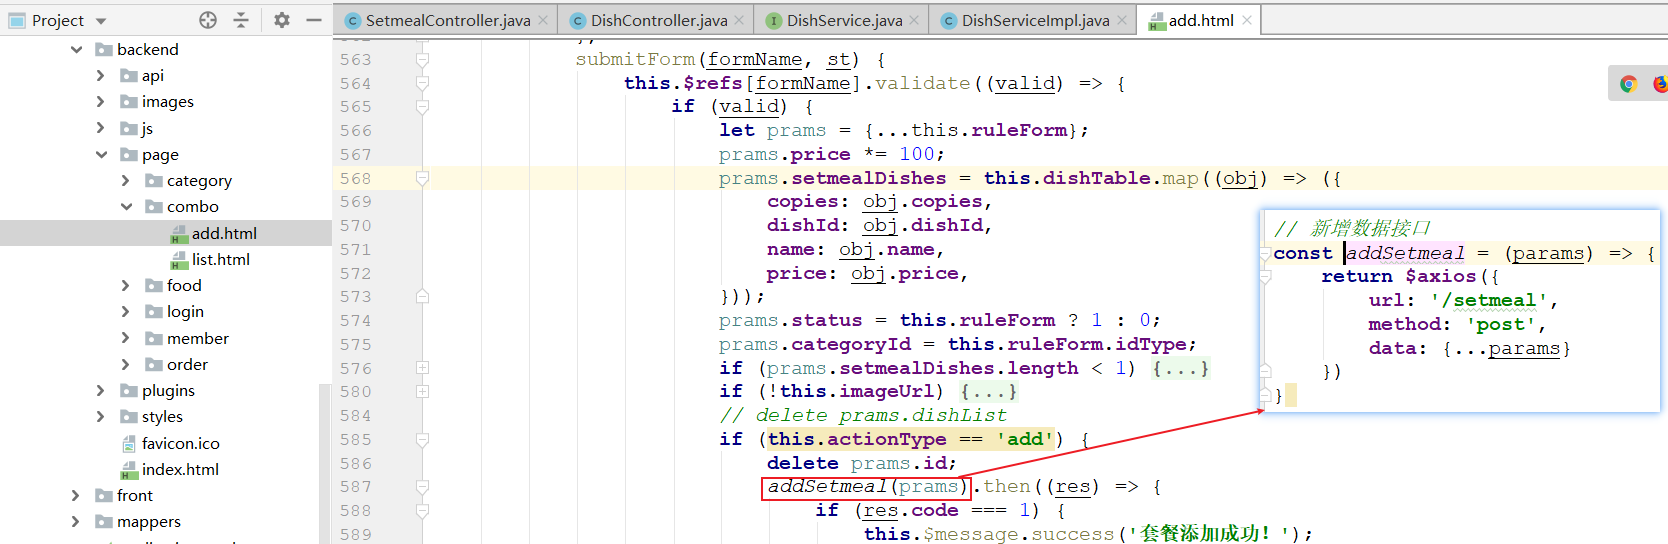 Project
SetmealController.java
DishController.java
DishService.java
DishServiceImpl.java
add.html
backend
api
images
js
page
category
combo
add.html
list.html
food
login
member
order
plugins
styles
favicon.ico
index.html
front
mappers
563 submitForm(formName, st) {
564 this.$refs[formName].validate((valid) => {
565 if (valid) {
566 let prams = {...this.ruleForm};
567 prams.price *= 100;
568 prams.setmealDishes = this.dishTable.map((obj) => ({
569 copies: obj.copies,
570 dishId: obj.dishId,
571 name: obj.name,
572 price: obj.price,
573 }));
574 prams.status = this.ruleForm ? 1 : 0;
575 prams.categoryId = this.ruleForm.idType;
576 if (prams.setmealDishes.length < 1) {...}
580 if (!this.imageUrl) {...}
584 // delete prams.dishList
585 if (this.actionType == 'add') {
586 delete prams.id;
587 addSetmeal(prams).then((res) => {
588 if (res.code === 1) {
589 this.$message.success('套餐添加成功！');
// 新增数据接口
const addSetmeal = (params) => {
return $axios({
url: '/setmeal',
method: 'post',
data: {...params}
})
}